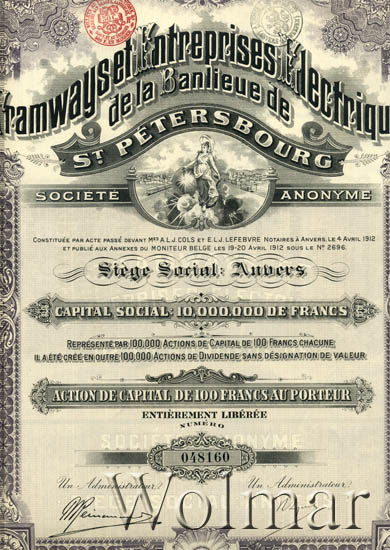 Tramways et Entreprises Electriqu
de la Banlieue de
ST PÉTERSBOURG
SOCIÉTÉ ANONYME
CONSTITUÉE PAR ACTE PASSÉ DEVANT MES A.L.J. COLS ET E.L.J. LEFEBVRE NOTAIRES À ANVERS, LE 4 AVRIL 1912
ET PUBLIÉ AUX ANNEXES DU MONITEUR BELGE LES 19-20 AVRIL 1912 SOUS LE NO 2696.
Siège Social: Anvers
CAPITAL SOCIAL: 10,000,000 DE FRANCS
REPRÉSENTÉ PAR 100,000 ACTIONS DE CAPITAL DE 100 FRANCS CHACUNE
IL A ÉTÉ CRÉÉ EN OUTRE 100,000 ACTIONS DE DIVIDENDE SANS DÉSIGNATION DE VALEUR
ACTION DE CAPITAL DE 100 FRANCS AU PORTEUR
ENTIÈREMENT LIBÉRÉE
NUMÉRO
SOCIÉTÉ ANONYME
048160
Un Administrateur Un Administrateur
Wolmar